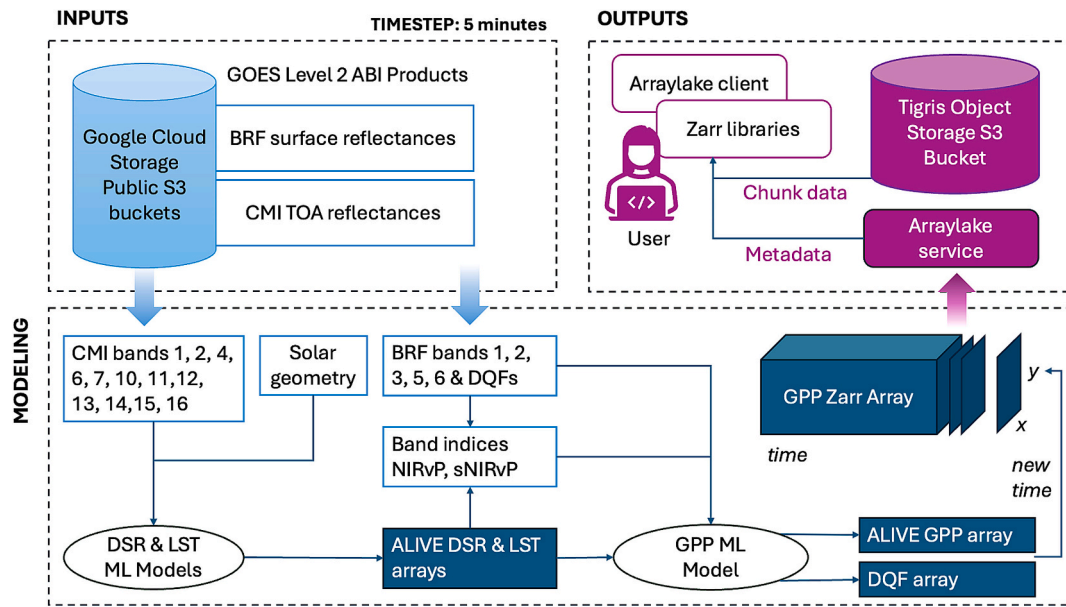 INPUTS
TIMESTEP: 5 minutes
GOES Level 2 ABI Products
Google Cloud
Storage
Public S3
buckets
BRF surface reflectances
CMI TOA reflectances
OUTPUTS
Arraylake client
Zarr libraries
</>
User
Tigris Object
Storage S3
Bucket
Chunk data
Metadata
Arraylake
service
MODELING
CMI bands 1, 2, 4,
6, 7, 10, 11,12,
13, 14,15, 16
Solar
geometry
BRF bands 1, 2,
3, 5, 6 & DQFs
Band indices
NIRvP, sNIRvP
DSR & LST
ML Models
ALIVE DSR & LST
arrays
GPP ML
Model
GPP Zarr Array
time
y
x
new
time
ALIVE GPP array
DQF array